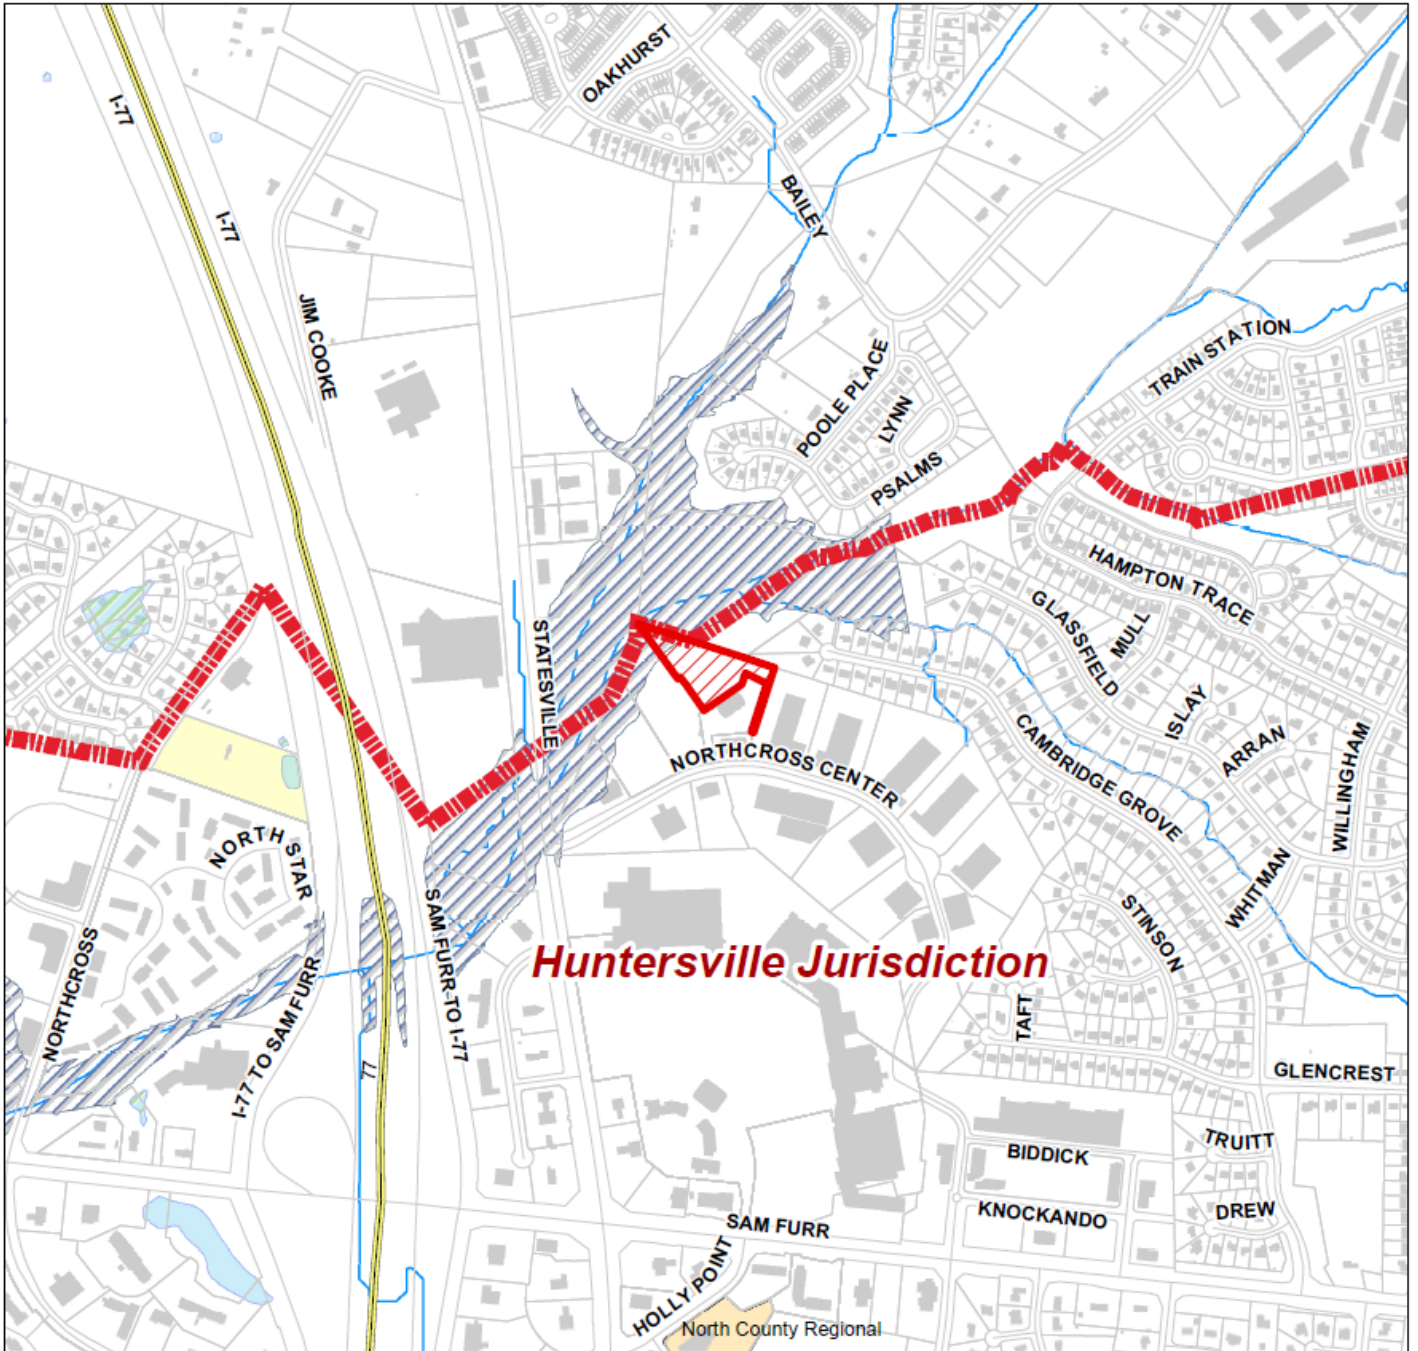 OAKHURST
I-77
BAILEY
I-77
JIM COOKE
TRAIN STATION
POOLE PLACE
LYNN
PSALMS
HAMPTON TRACE
GLASSFIELD
MULL
STATESVILLE
ISLAY
ARRAN
CAMBRIDGE GROVE
WILLINGHAM
NORTHCROSS CENTER
NORTH STAR
WHITMAN
STINSON
SAM FURR TO I-77
Huntersville Jurisdiction
NORTHCROSS
I-77 TO SAM FURR
TAFT
77
GLENCREST
TRUITT
BIDDICK
DREW
KNOCKANDO
SAM FURR
HOLLY POINT
North County Regional